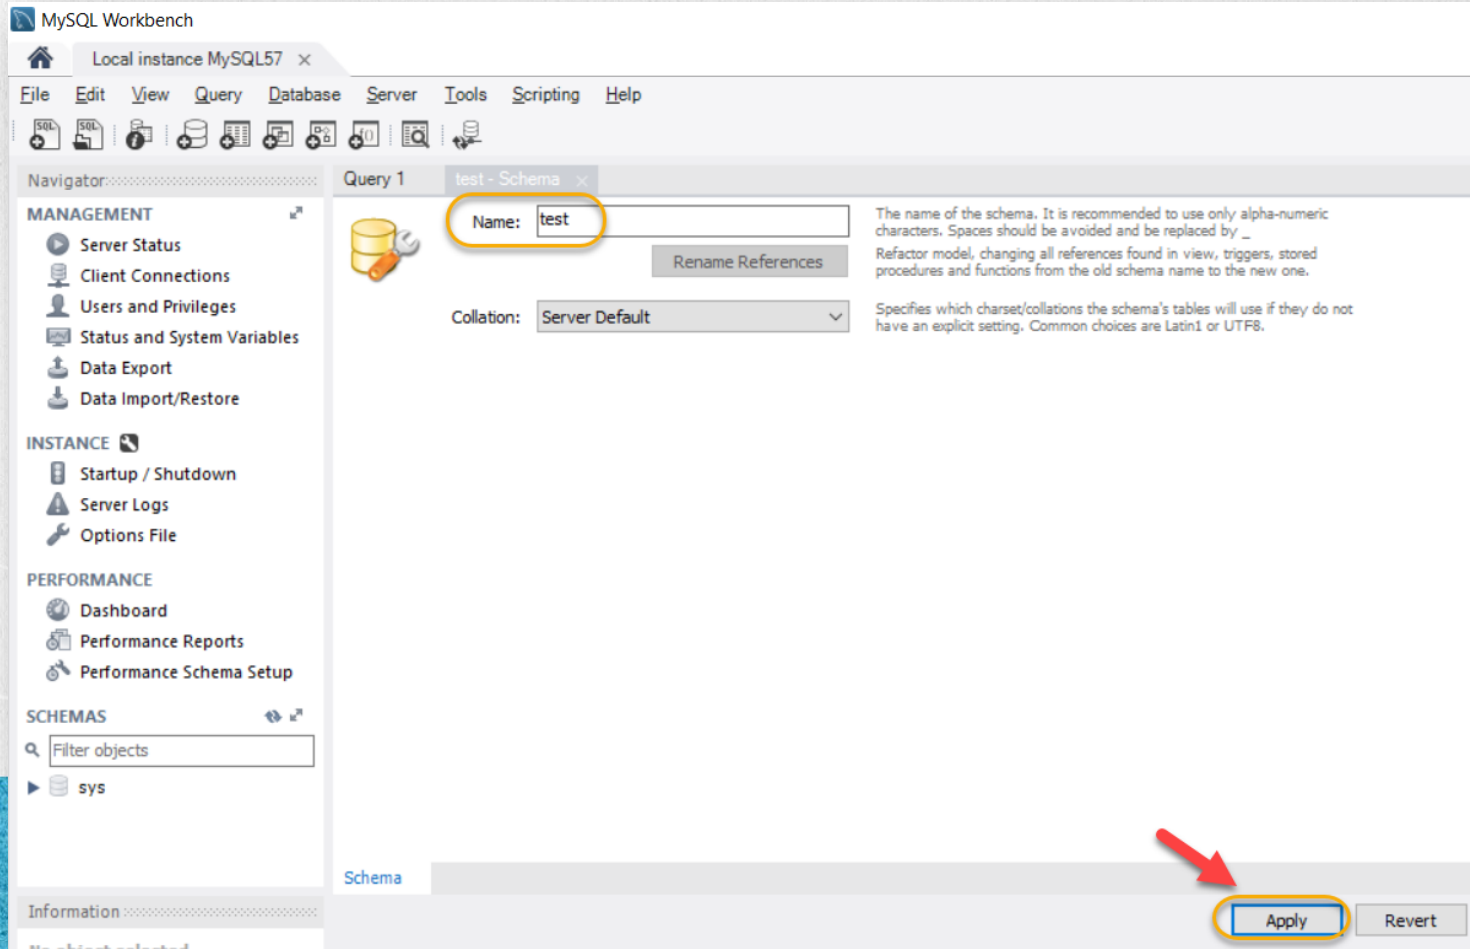 MySQL Workbench
Local instance MySQL57
File Edit View Query Database Server Tools Scripting Help
Navigator
MANAGEMENT
Server Status
Client Connections
Users and Privileges
Status and System Variables
Data Export
Data Import/Restore
INSTANCE
Startup / Shutdown
Server Logs
Options File
PERFORMANCE
Dashboard
Performance Reports
Performance Schema Setup
SCHEMAS
Filter objects
sys
Information
No object selected
Query 1
test - Schema
Name: test
The name of the schema. It is recommended to use only alpha-numeric
characters. Spaces should be avoided and be replaced by _
Rename References
Refactor model, changing all references found in view, triggers, stored
procedures and functions from the old schema name to the new one.
Collation: Server Default
Specifies which charset/collations the schema's tables will use if they do not
have an explicit setting. Common choices are Latin1 or UTF8.
Schema
Apply
Revert